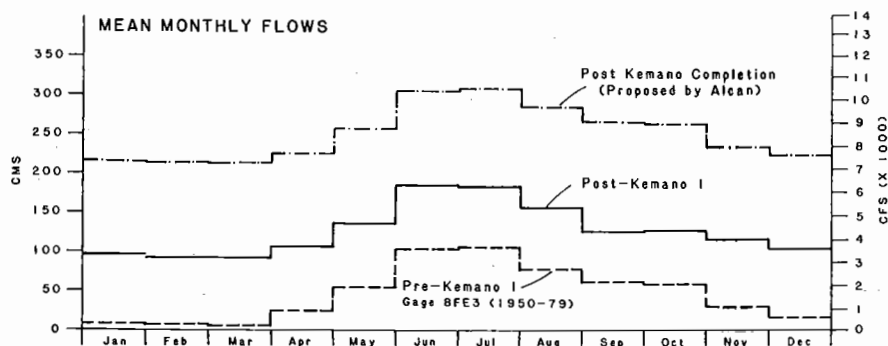 MEAN MONTHLY FLOWS
350
300
250
200
150
100
50
0
CMS
14
13
12
11
10
9
8
7
6
5
4
3
2
1
0
CFS (X 1000)
Post Kemano Completion
(Proposed by Alcan)
Post-Kemano I
Pre-Kemano I
Gage 8FE3 (1950-79)
Jan Feb Mar Apr May Jun Jul Aug Sep Oct Nov Dec